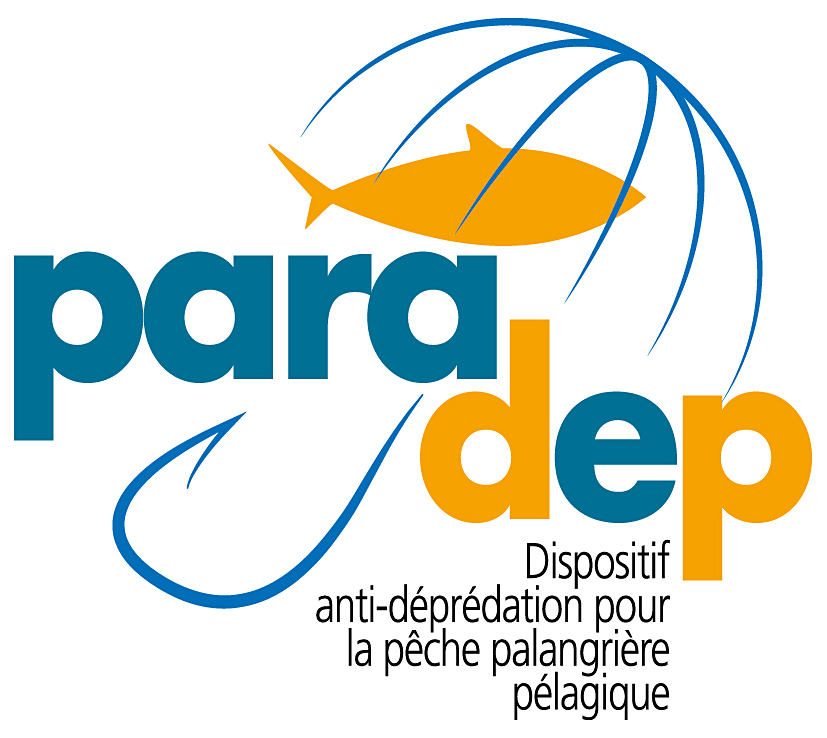 para
dep
Dispositif
anti-déprédation pour
la pêche palangrière
pélagique